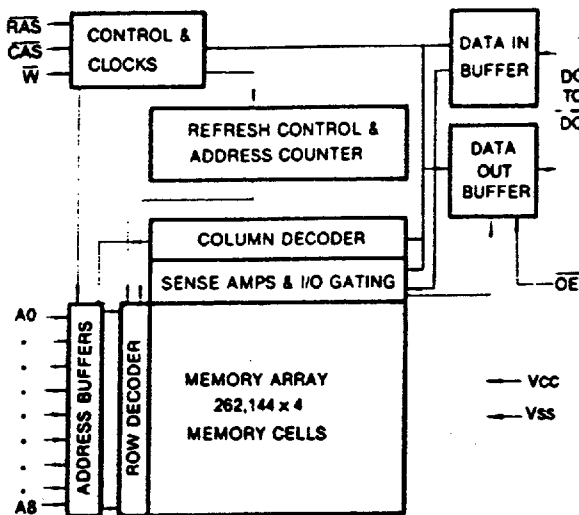 RAS
CAS
W
CONTROL &
CLOCKS
DATA IN
BUFFER
REFRESH CONTROL &
ADDRESS COUNTER
TO
DATA
OUT
BUFFER
COLUMN DECODER
SENSE AMPS & I/O GATING
OE
A0
A8
ADDRESS BUFFERS
ROW DECODER
MEMORY ARRAY
262,144 x 4
MEMORY CELLS
VCC
VSS